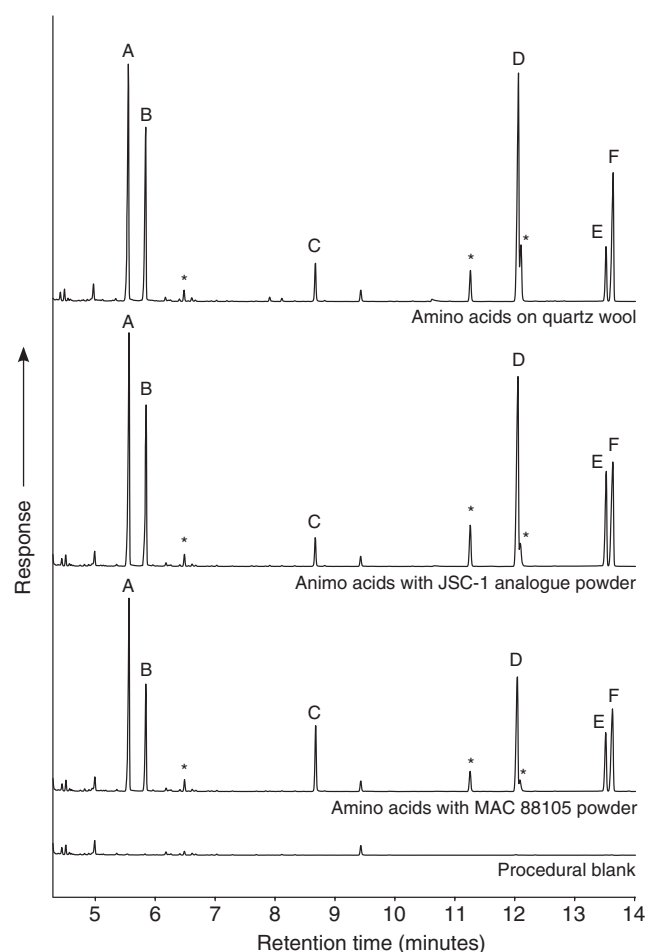 A
D
B
F
C
*
*
*
E
Amino acids on quartz wool
A
D
B
F
E
*
C
*
*
Animo acids with JSC-1 analogue powder
A
D
B
F
C
E
*
*
*
Amino acids with MAC 88105 powder
Procedural blank
Response
5 6 7 8 9 10 11 12 13 14
Retention time (minutes)